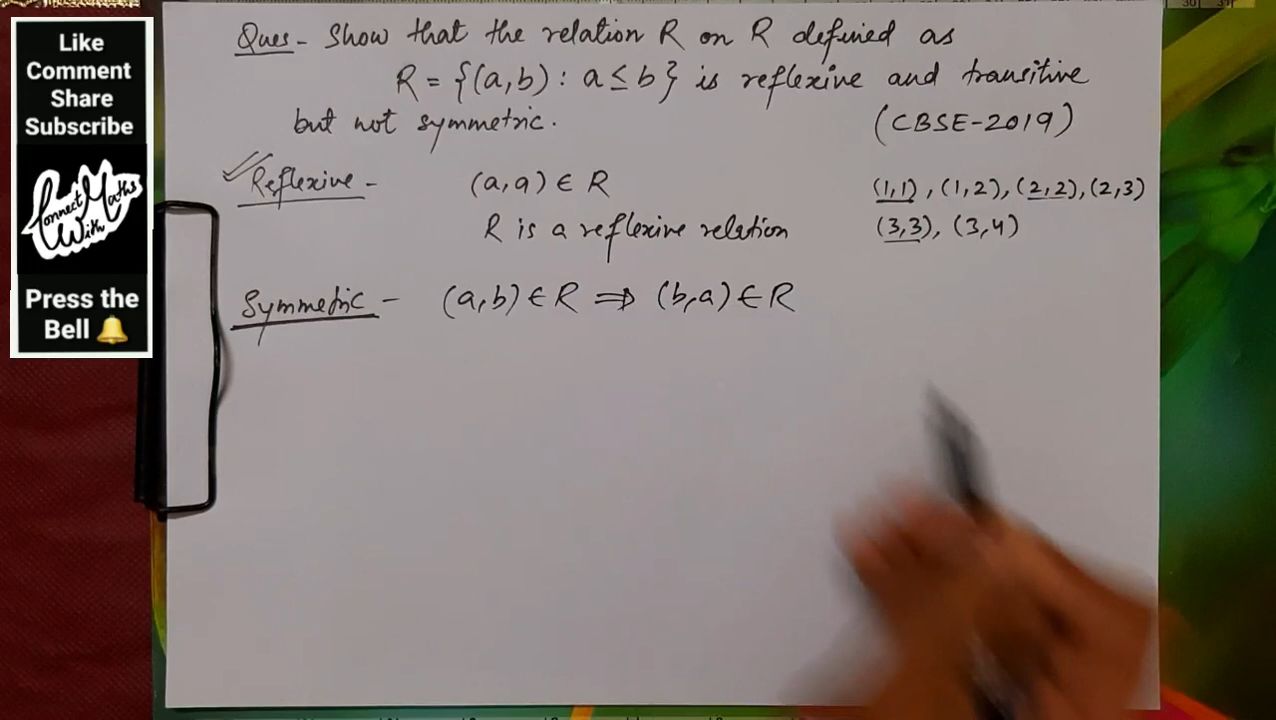 Like
Comment
Share
Subscribe
Connect
With Maths
Press the
Bell 🔔
Ques - Show that the relation R on R defined as
R = {(a,b) : a ≤ b} is reflexive and transitive
but not symmetric. (CBSE-2019)
Reflexive - (a,a) ∈ R (1,1), (1,2), (2,2), (2,3)
R is a reflexive relation (3,3), (3,4)
Symmetric - (a,b) ∈ R ⇒ (b,a) ∈ R